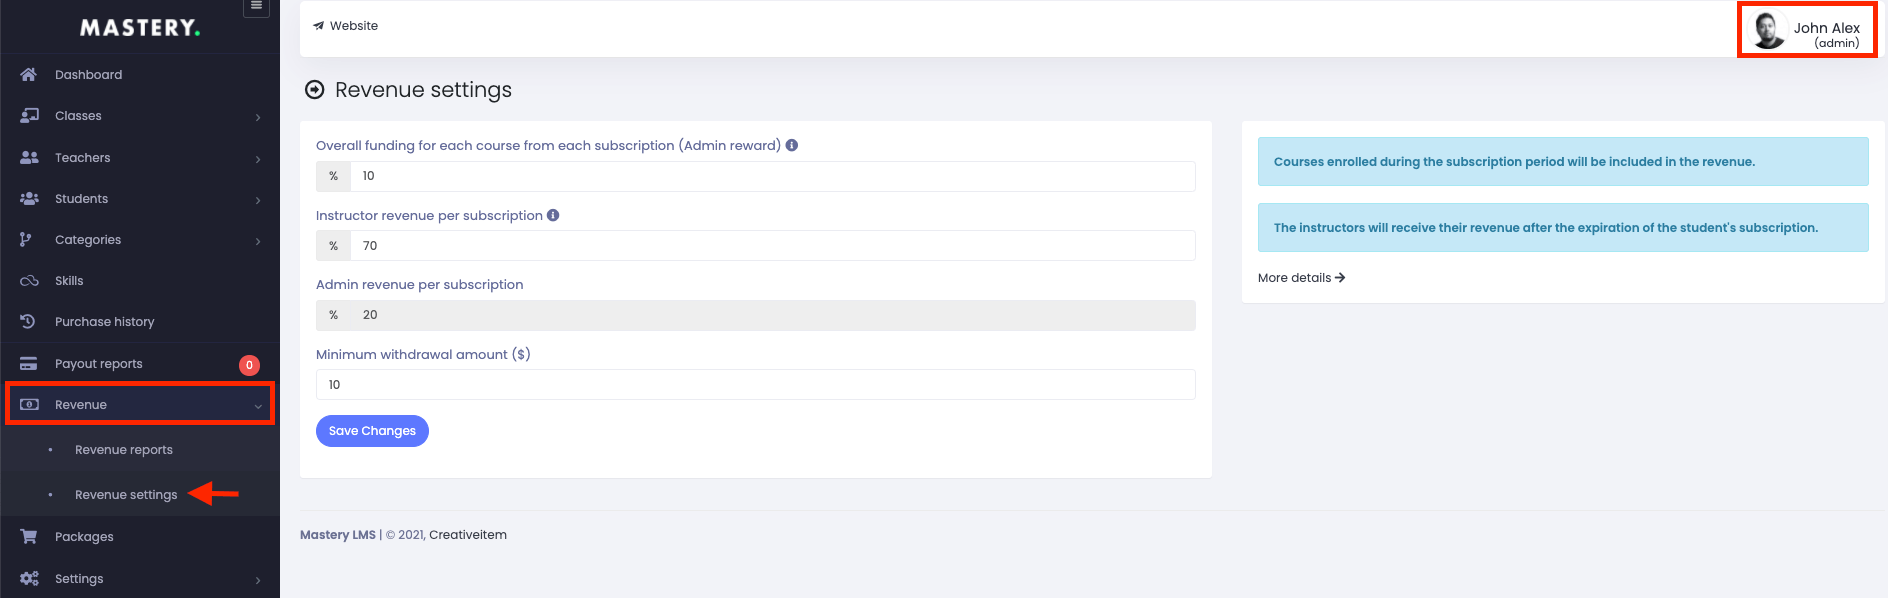 MASTERY.
Dashboard
Classes
Teachers
Students
Categories
Skills
Purchase history
Payout reports
0
Revenue
Revenue reports
Revenue settings
Packages
Settings
Website
John Alex
(admin)
Revenue settings
Overall funding for each course from each subscription (Admin reward)
% 10
Instructor revenue per subscription
% 70
Admin revenue per subscription
% 20
Minimum withdrawal amount ($)
10
Save Changes
Courses enrolled during the subscription period will be included in the revenue.
The instructors will receive their revenue after the expiration of the student's subscription.
More details
Mastery LMS | © 2021, Creativeitem